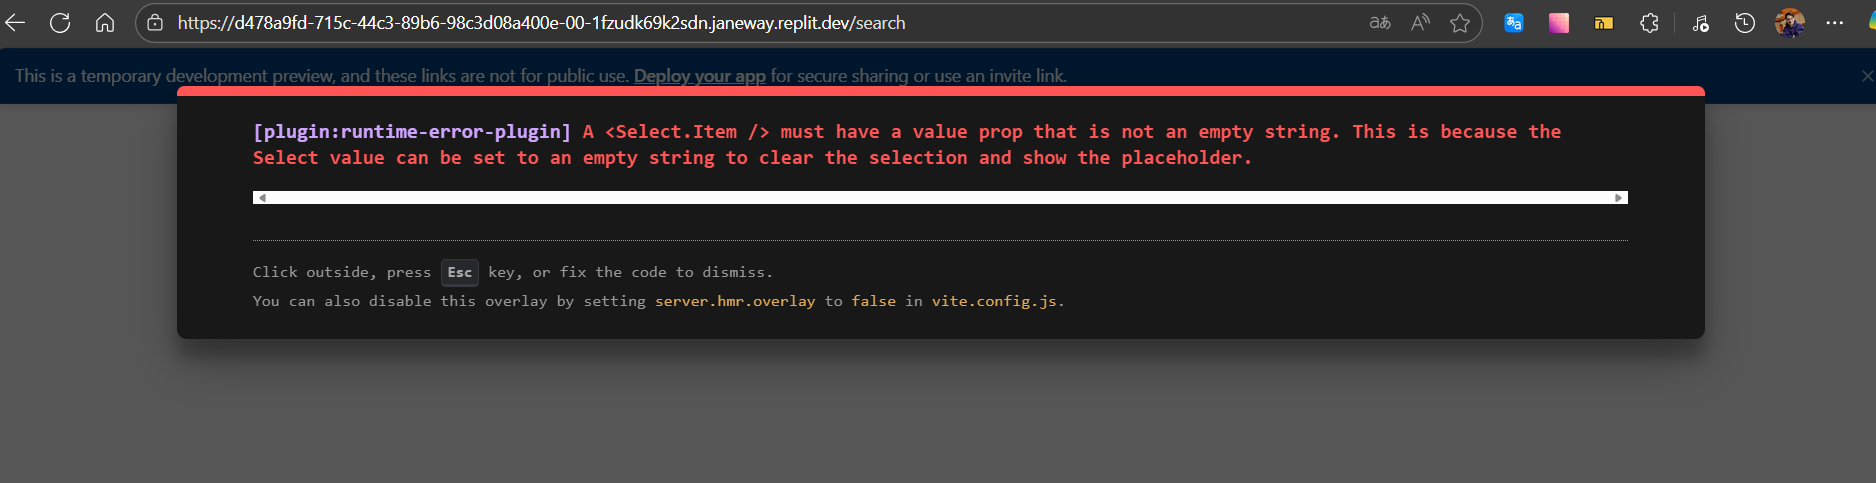 https://d478a9fd-715c-44c3-89b6-98c3d08a400e-00-1fzudk69k2sdn.janeway.replit.dev/search
This is a temporary development preview, and these links are not for public use. Deploy your app for secure sharing or use an invite link.
[plugin:runtime-error-plugin] A <Select.Item /> must have a value prop that is not an empty string. This is because the
Select value can be set to an empty string to clear the selection and show the placeholder.
Click outside, press Esc key, or fix the code to dismiss.
You can also disable this overlay by setting server.hmr.overlay to false in vite.config.js.